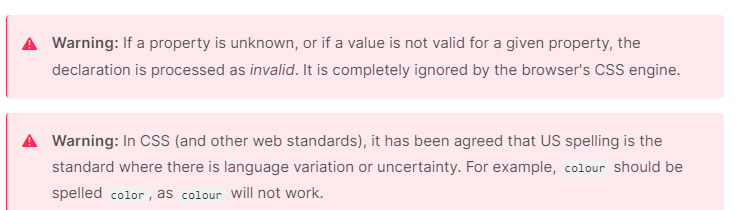 Warning: If a property is unknown, or if a value is not valid for a given property, the
declaration is processed as invalid. It is completely ignored by the browser's CSS engine.
Warning: In CSS (and other web standards), it has been agreed that US spelling is the
standard where there is language variation or uncertainty. For example, colour should be
spelled color, as colour will not work.